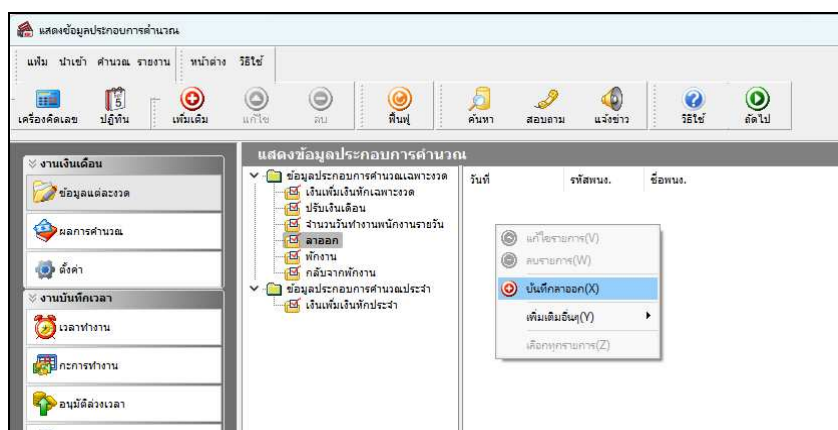 แสดงข้อมูลประกอบการคำนวณ
แฟ้ม นำเข้า คำนวณ รายงาน หน้าต่าง วิธีใช้
เครื่องคิดเลข ปฏิทิน เพิ่มเติม แก้ไข ลบ ฟื้นฟู ค้นหา สอบถาม แจ้งข่าว วิธีใช้ ถัดไป
งานเงินเดือน
ข้อมูลแต่ละงวด
ผลการคำนวณ
ตั้งค่า
งานบันทึกเวลา
เวลาทำงาน
กะการทำงาน
อนุมัติล่วงเวลา
แสดงข้อมูลประกอบการคำนวณ
ข้อมูลประกอบการคำนวณเฉพาะงวด
เงินเพิ่มเงินหักเฉพาะงวด
ปรับเงินเดือน
จำนวนวันทำงานพนักงานรายวัน
ลาออก
พักงาน
กลับจากพักงาน
ข้อมูลประกอบการคำนวณประจำ
เงินเพิ่มเงินหักประจำ
วันที่ รหัสพนง. ชื่อพนง.
แก้ไขรายการ(V)
ลบรายการ(W)
บันทึกลาออก(X)
เพิ่มเติมอื่นๆ(Y)
เลือกทุกรายการ(Z)